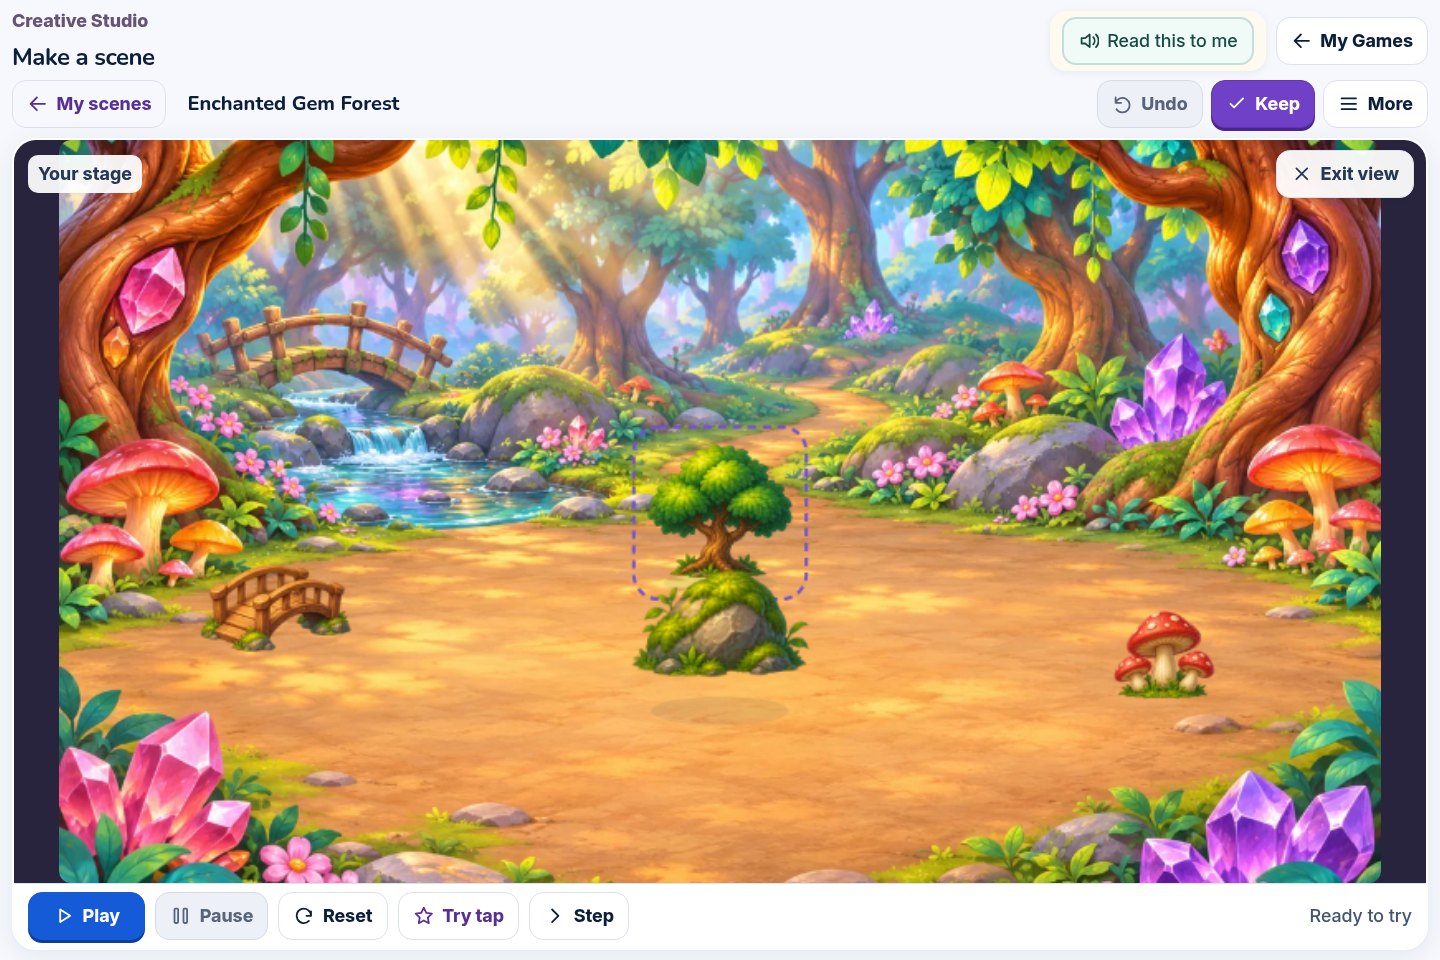 Creative Studio
Make a scene
Read this to me
My Games
My scenes
Enchanted Gem Forest
Undo
Keep
More
Your stage
Exit view
Play
Pause
Reset
Try tap
Step
Ready to try